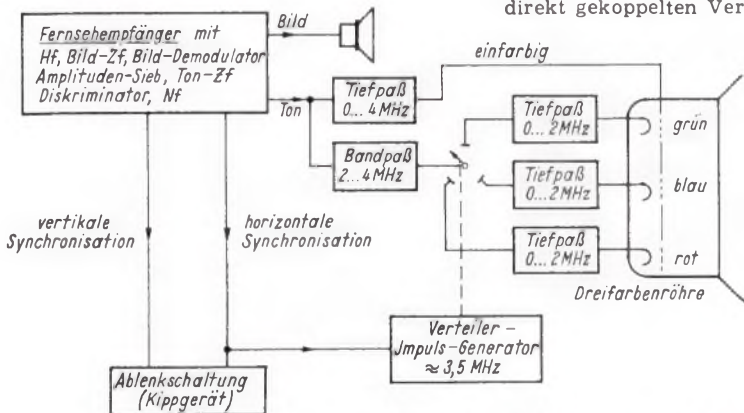 direkt gekoppelten Ver
Fernsehempfänger mit
Hf, Bild-Zf, Bild-Demodulator
Amplituden-Sieb, Ton-Zf
Diskriminator, Nf
Bild
Ton
einfarbig
Tiefpaß
0... 4MHz
Bandpaß
2...4MHz
Tiefpaß
0... 2MHz
grün
Tiefpaß
0... 2MHz
blau
Tiefpaß
0... 2MHz
rot
Dreifarbenröhre
vertikale
Synchronisation
horizontale
Synchronisation
Verteiler-
Jmpuls-Generator
≈ 3,5 MHz
Ablenkschaltung
(Kippgerät)